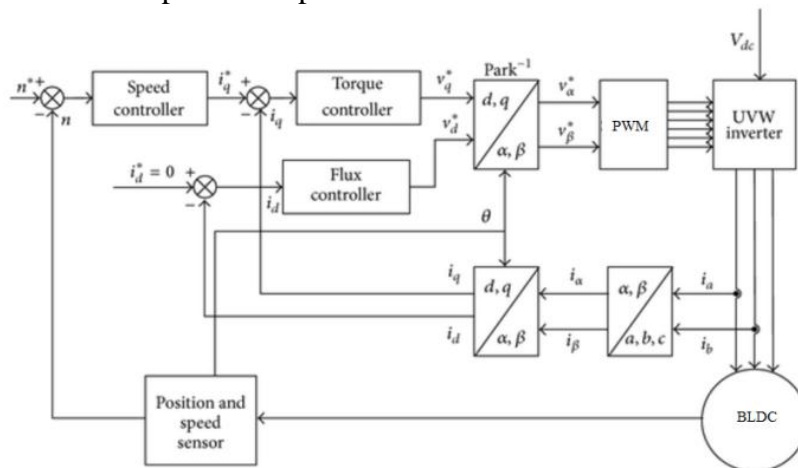 V_dc
Park⁻¹
n* +
−
n
Speed
controller
i_q* +
−
i_q
Torque
controller
v_q*
v_d*
d, q
α, β
v_α*
v_β*
PWM
UVW
inverter
i_d* = 0
+
−
Flux
controller
i_d
θ
i_q
i_d
d, q
α, β
i_α
i_β
α, β
a, b, c
i_a
i_b
Position and
speed
sensor
BLDC